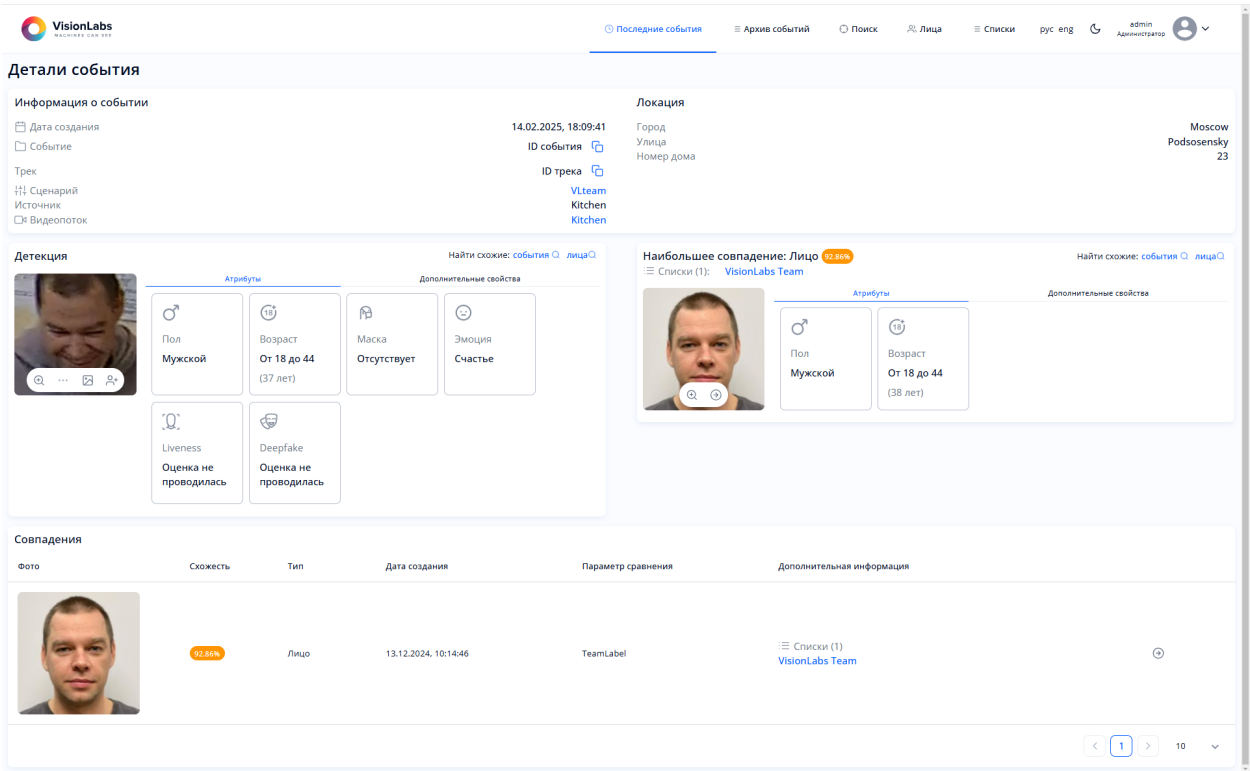 VisionLabs
MACHINES CAN SEE
Последние события
Архив событий
Поиск
Лица
Списки
рус eng
admin
Администратор
Детали события
Информация о событии
Дата создания 14.02.2025, 18:09:41
Событие ID события
Трек ID трека
Сценарий VLteam
Источник Kitchen
Видеопоток Kitchen
Локация
Город Moscow
Улица Podsosensky
Номер дома 23
Детекция
Найти схожие: события лица
Атрибуты
Дополнительные свойства
Пол
Мужской
18
Возраст
От 18 до 44
(37 лет)
Маска
Отсутствует
Эмоция
Счастье
Liveness
Оценка не
проводилась
Deepfake
Оценка не
проводилась
Наибольшее совпадение: Лицо 92.86%
Найти схожие: события лица
Списки (1): VisionLabs Team
Атрибуты
Дополнительные свойства
Пол
Мужской
18
Возраст
От 18 до 44
(38 лет)
Совпадения
Фото Схожесть Тип Дата создания Параметр сравнения Дополнительная информация
92.86% Лицо 13.12.2024, 10:14:46 TeamLabel
Списки (1)
VisionLabs Team
1
10